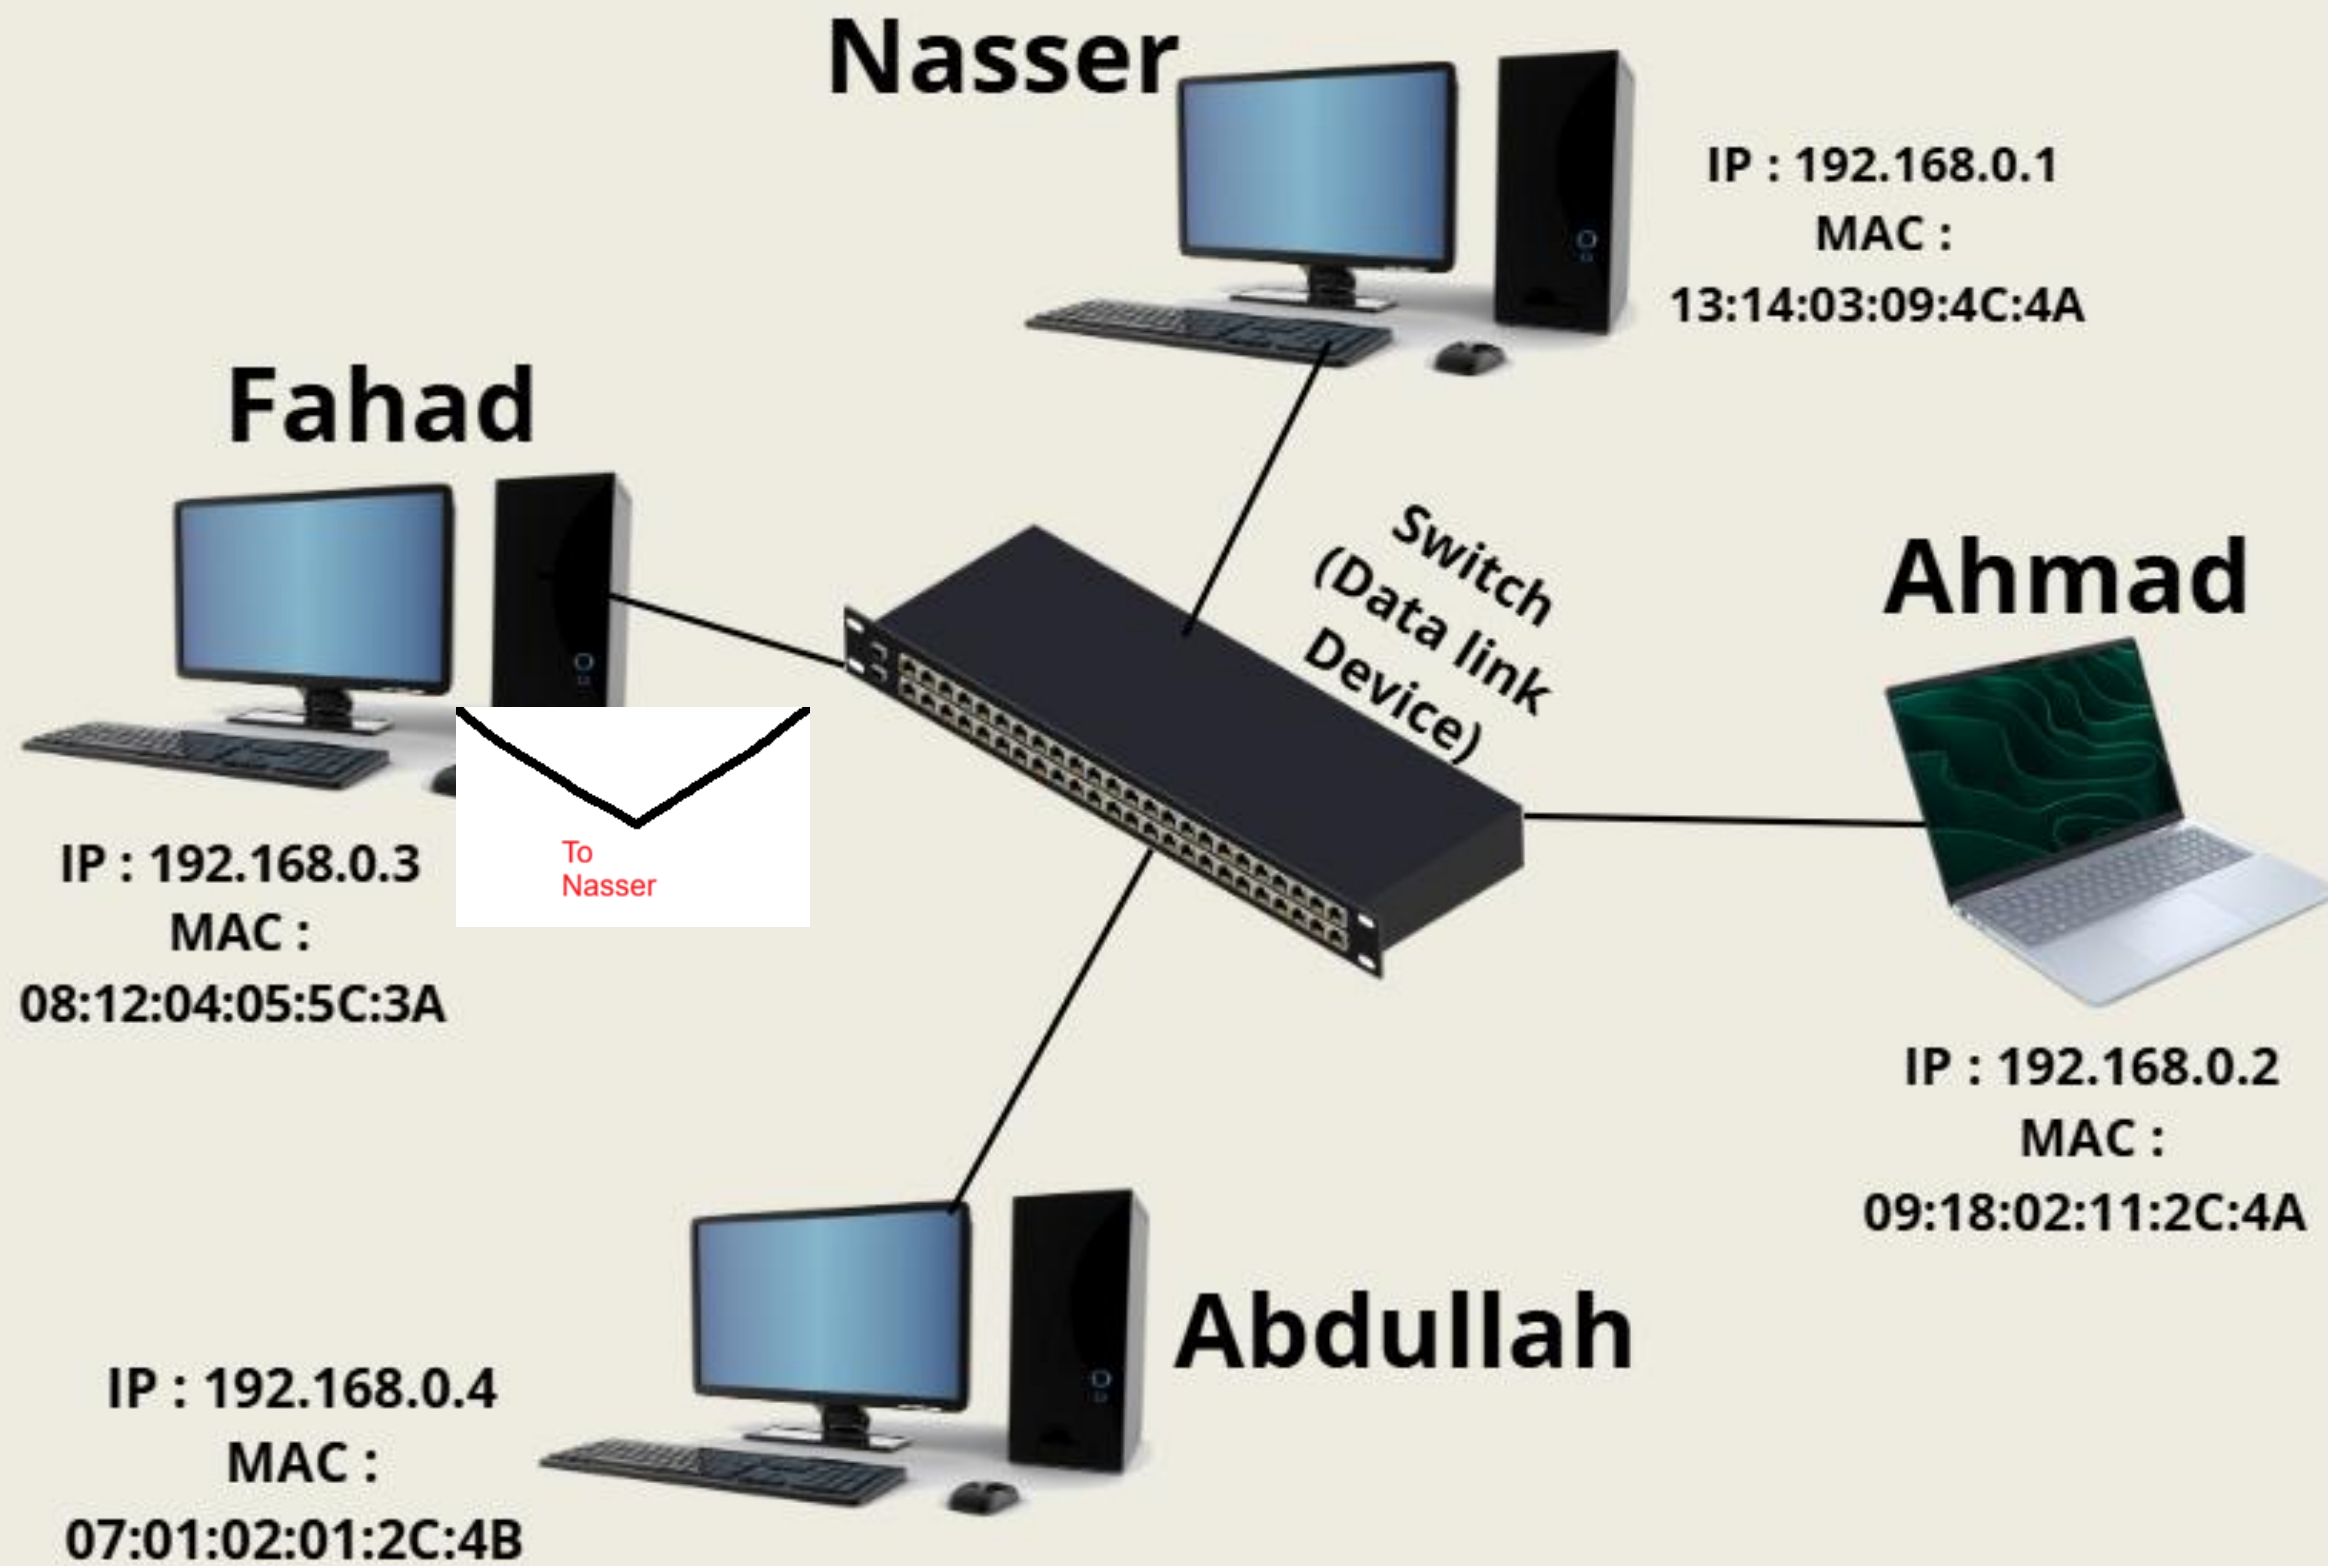 Nasser
IP : 192.168.0.1
MAC :
13:14:03:09:4C:4A
Fahad
IP : 192.168.0.3
MAC :
08:12:04:05:5C:3A
To
Nasser
Switch
(Data link
Device)
Ahmad
IP : 192.168.0.2
MAC :
09:18:02:11:2C:4A
Abdullah
IP : 192.168.0.4
MAC :
07:01:02:01:2C:4B